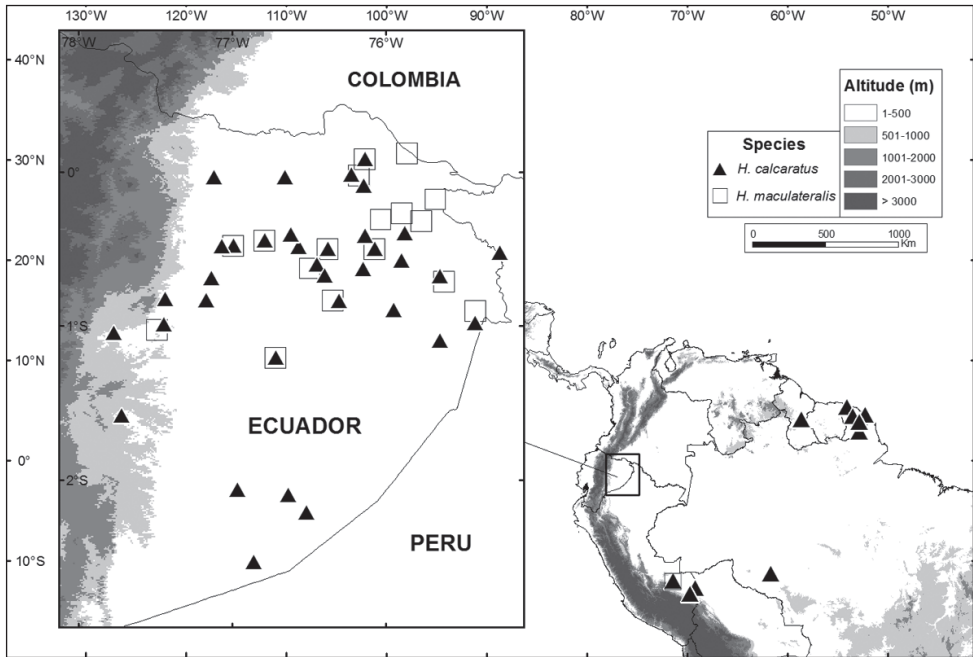 130°W 120°W 110°W 100°W 90°W 80°W 70°W 60°W 50°W
78°W 77°W 76°W
40°N
30°N
20°N
10°N
0°
10°S
0°
1°S
2°S
COLOMBIA
ECUADOR
PERU
Species
H. calcaratus
H. maculateralis
Altitude (m)
1-500
501-1000
1001-2000
2001-3000
> 3000
0 500 1000
Km